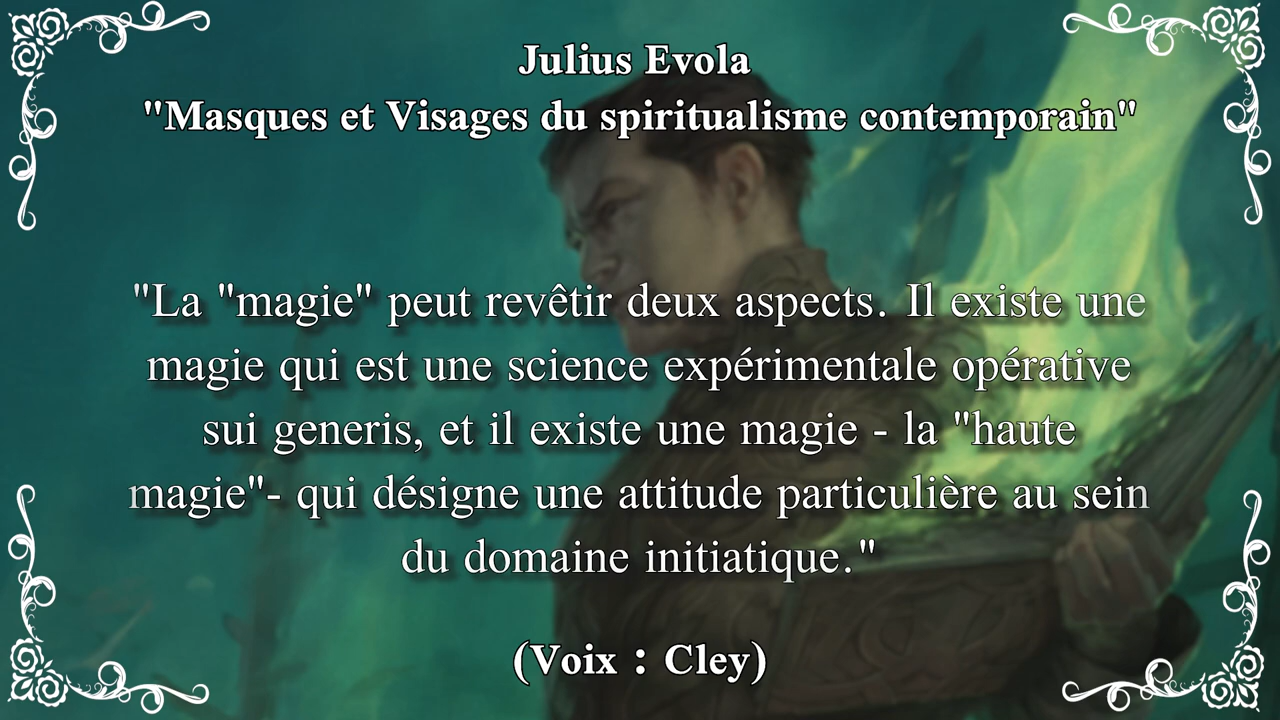 Julius Evola
"Masques et Visages du spiritualisme contemporain"
"La "magie" peut revêtir deux aspects. Il existe une
magie qui est une science expérimentale opérative
sui generis, et il existe une magie - la "haute
magie"- qui désigne une attitude particulière au sein
du domaine initiatique."
(Voix : Cley)